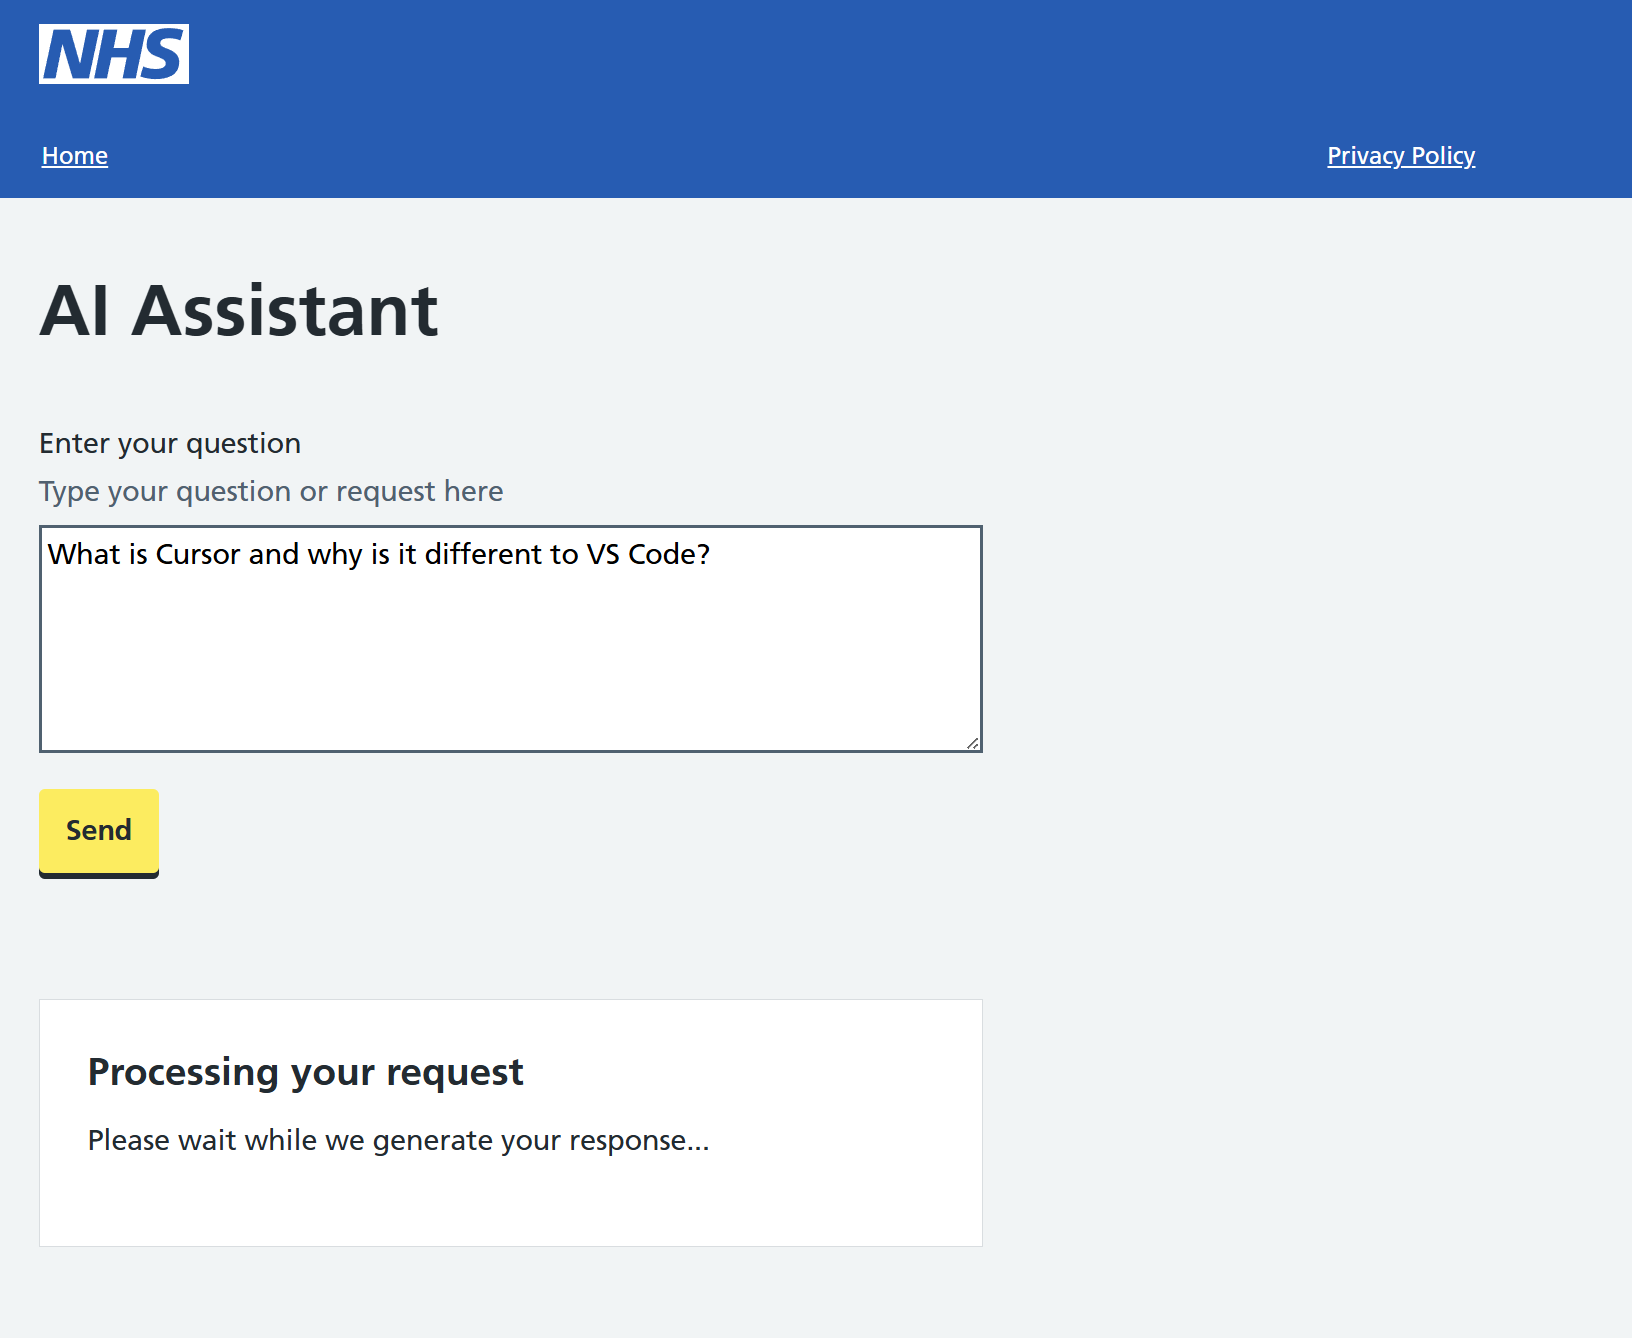 NHS
Home
Privacy Policy
AI Assistant
Enter your question
Type your question or request here
What is Cursor and why is it different to VS Code?
Send
Processing your request
Please wait while we generate your response...